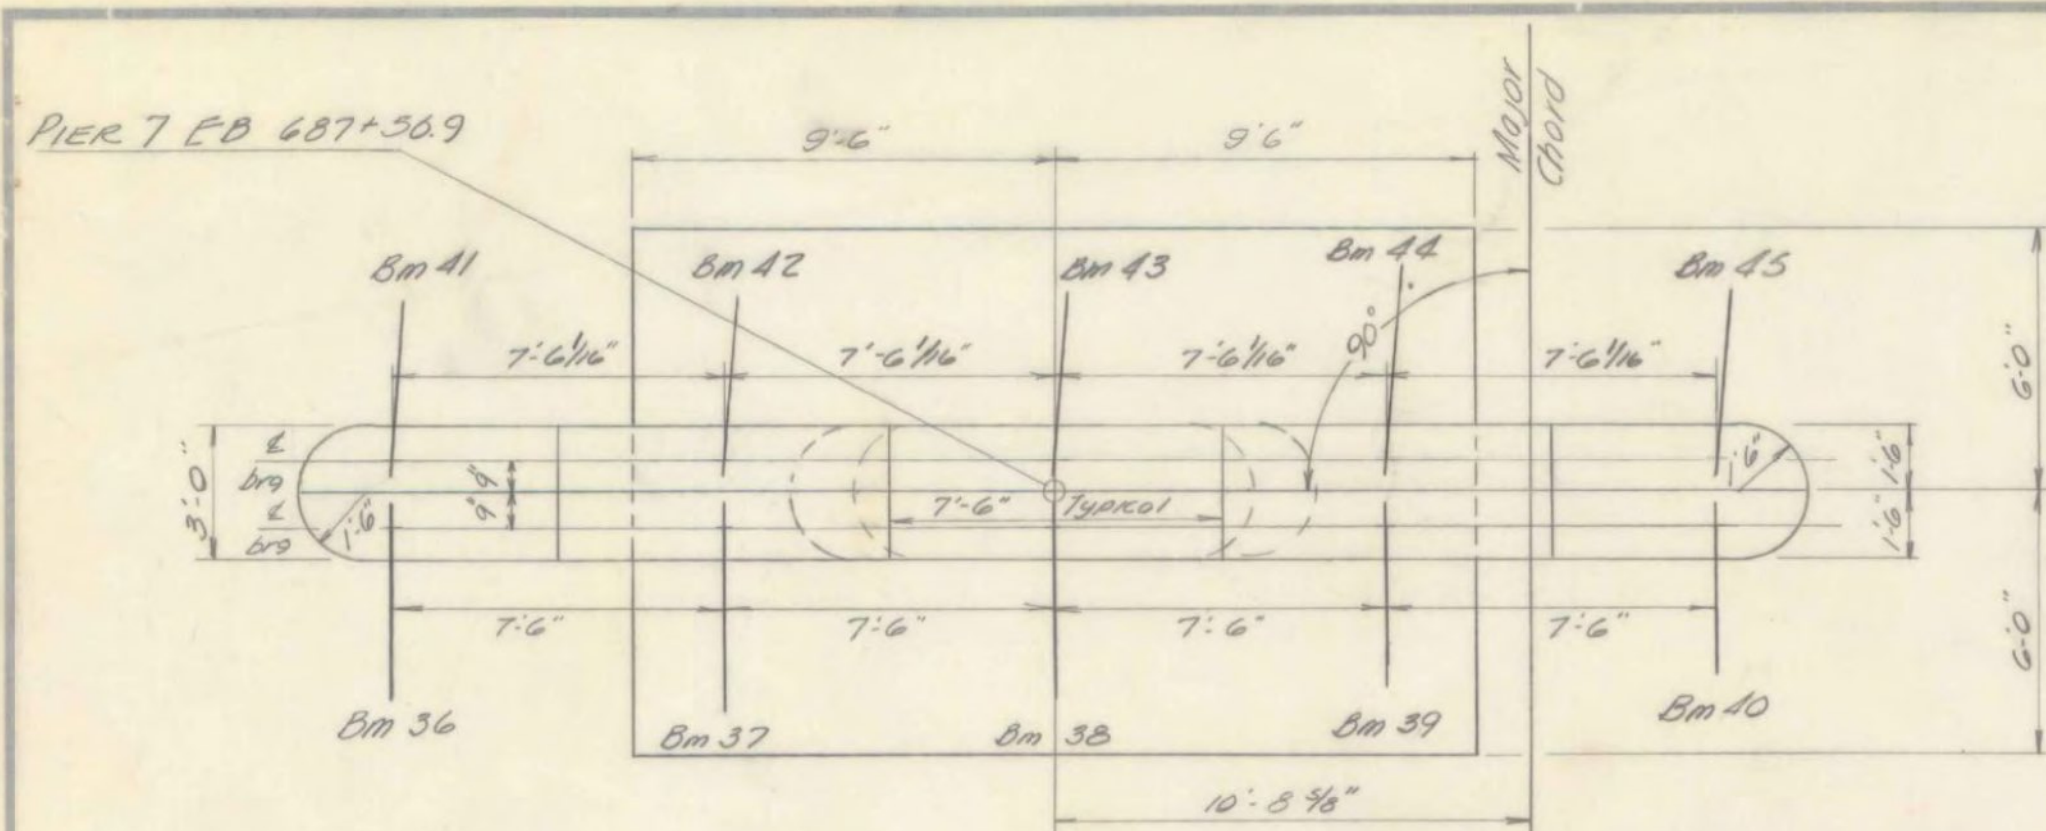 PIER 7 EB 687+56.9
9'-6"
9'6"
Major
Chord
Bm 41
Bm 42
Bm 43
Bm 44
Bm 45
90°
7'-6 1/16"
7'-6 1/16"
7'-6 1/16"
7'-6 1/16"
6'-0"
3'-0"
℄
brg
℄
brg
1'-6"
9"
9"
7'-6"
Typical
1'-6"
1'-6"
1'-6"
7'-6"
7'-6"
7'-6"
7'-6"
6'-0"
Bm 36
Bm 37
Bm 38
Bm 39
Bm 40
10'-8 5/8"